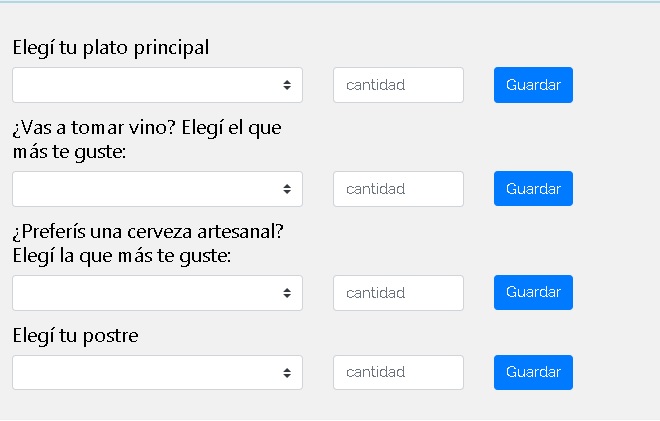 Elegí tu plato principal
cantidad Guardar
¿Vas a tomar vino? Elegí el que
más te guste:
cantidad Guardar
¿Preferís una cerveza artesanal?
Elegí la que más te guste:
cantidad Guardar
Elegí tu postre
cantidad Guardar